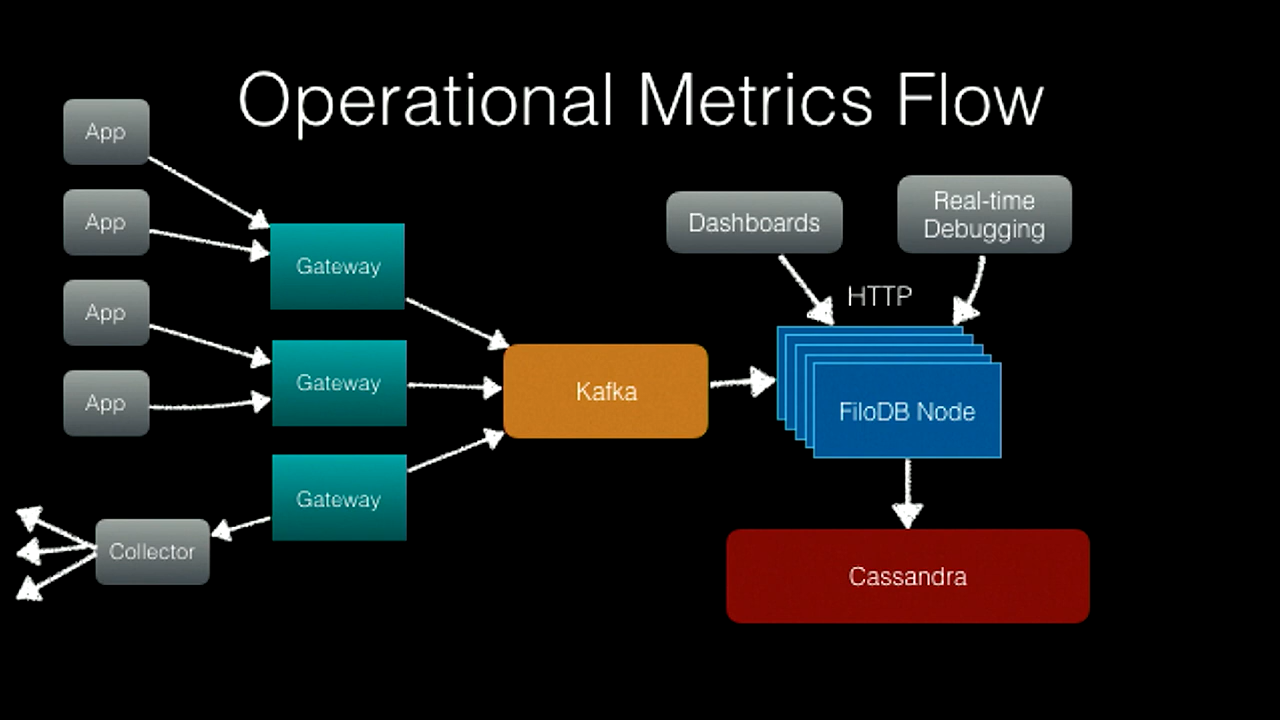 Operational Metrics Flow
App
App
App
App
Gateway
Gateway
Gateway
Collector
Kafka
Dashboards
Real-time
Debugging
HTTP
FiloDB Node
Cassandra